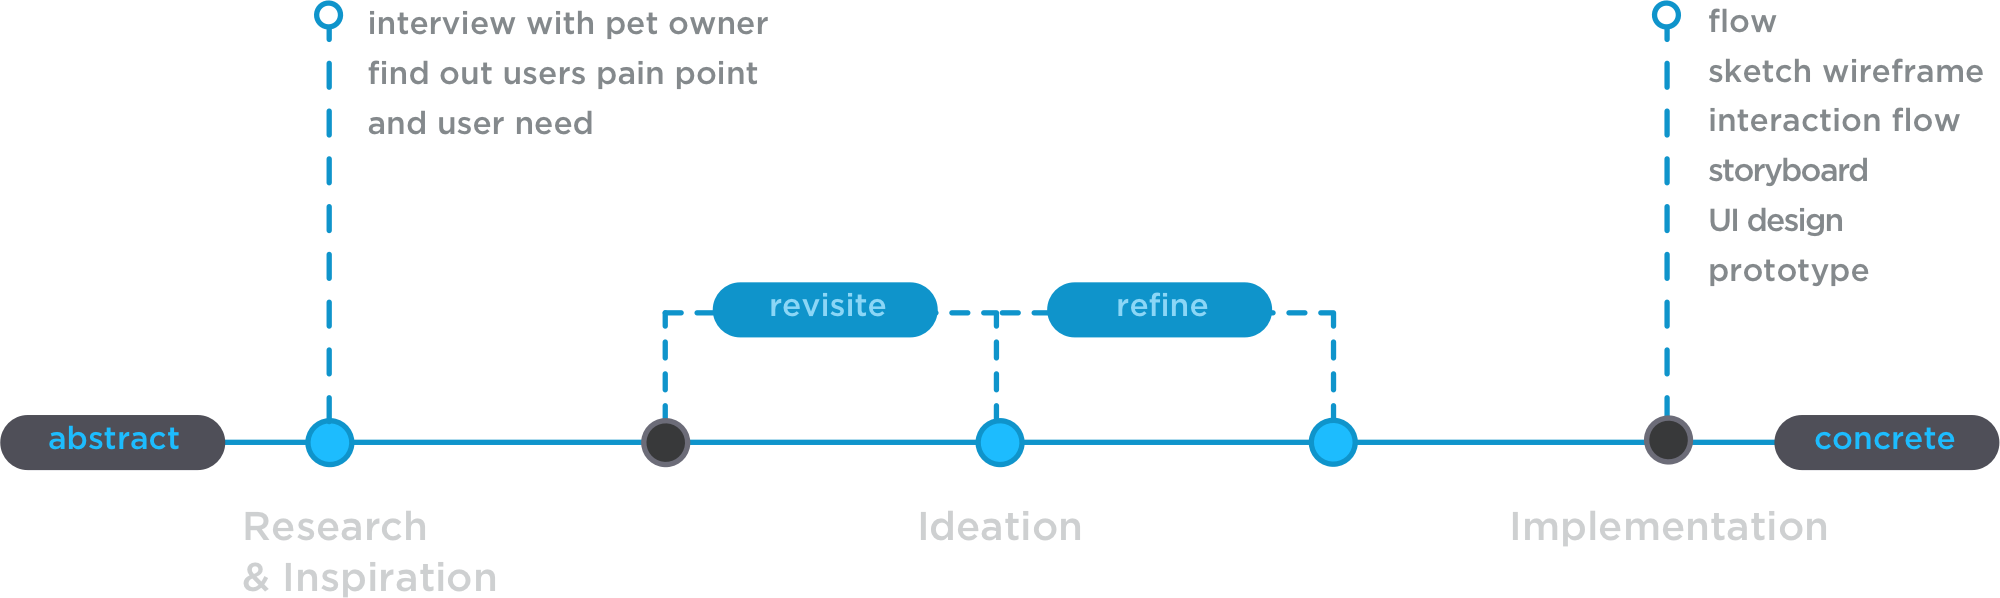 interview with pet owner
find out users pain point
and user need
flow
sketch wireframe
interaction flow
storyboard
UI design
prototype
revisite
refine
abstract
concrete
Research
& Inspiration
Ideation
Implementation